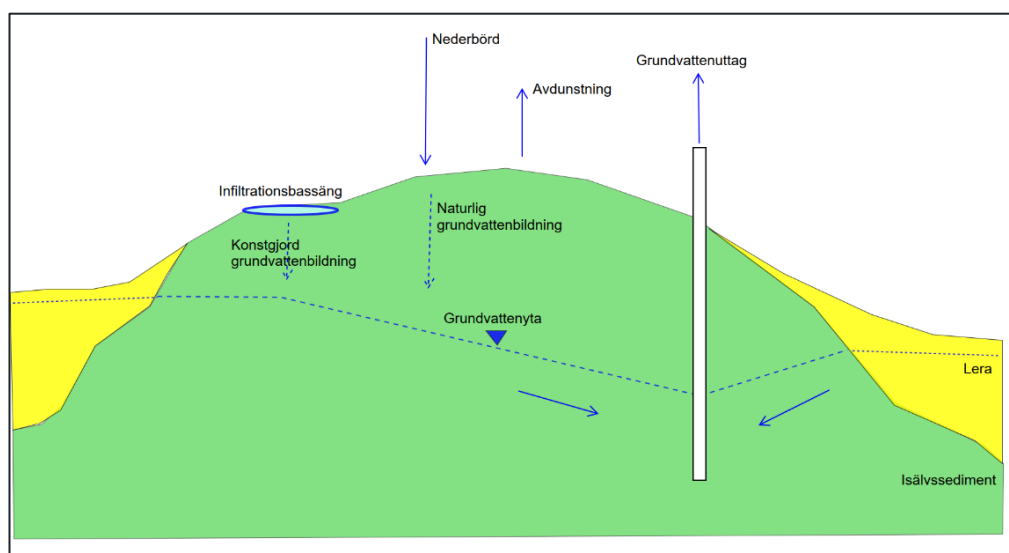 Nederbörd
Grundvattenuttag
Avdunstning
Infiltrationsbassäng
Naturlig
grundvattenbildning
Konstgjord
grundvattenbildning
Grundvattenyta
Lera
Isälvssediment